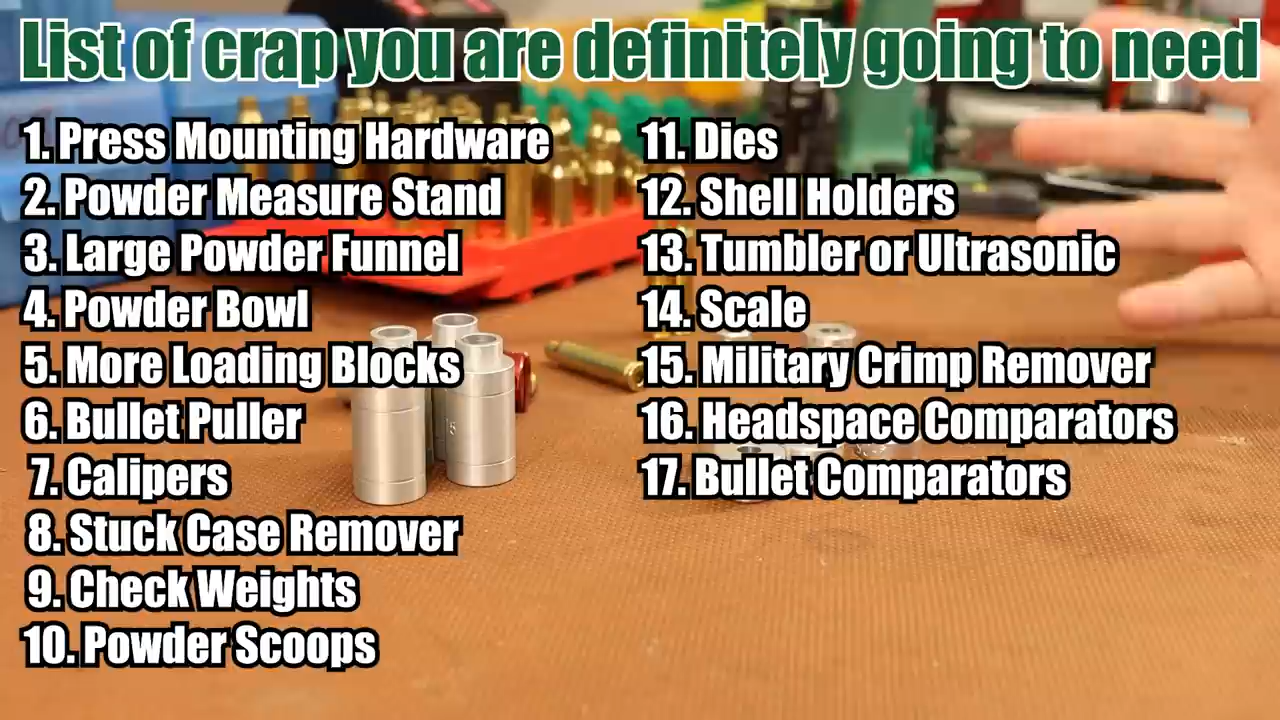 List of crap you are definitely going to need
1. Press Mounting Hardware
2. Powder Measure Stand
3. Large Powder Funnel
4. Powder Bowl
5. More Loading Blocks
6. Bullet Puller
7. Calipers
8. Stuck Case Remover
9. Check Weights
10. Powder Scoops
11. Dies
12. Shell Holders
13. Tumbler or Ultrasonic
14. Scale
15. Military Crimp Remover
16. Headspace Comparators
17. Bullet Comparators